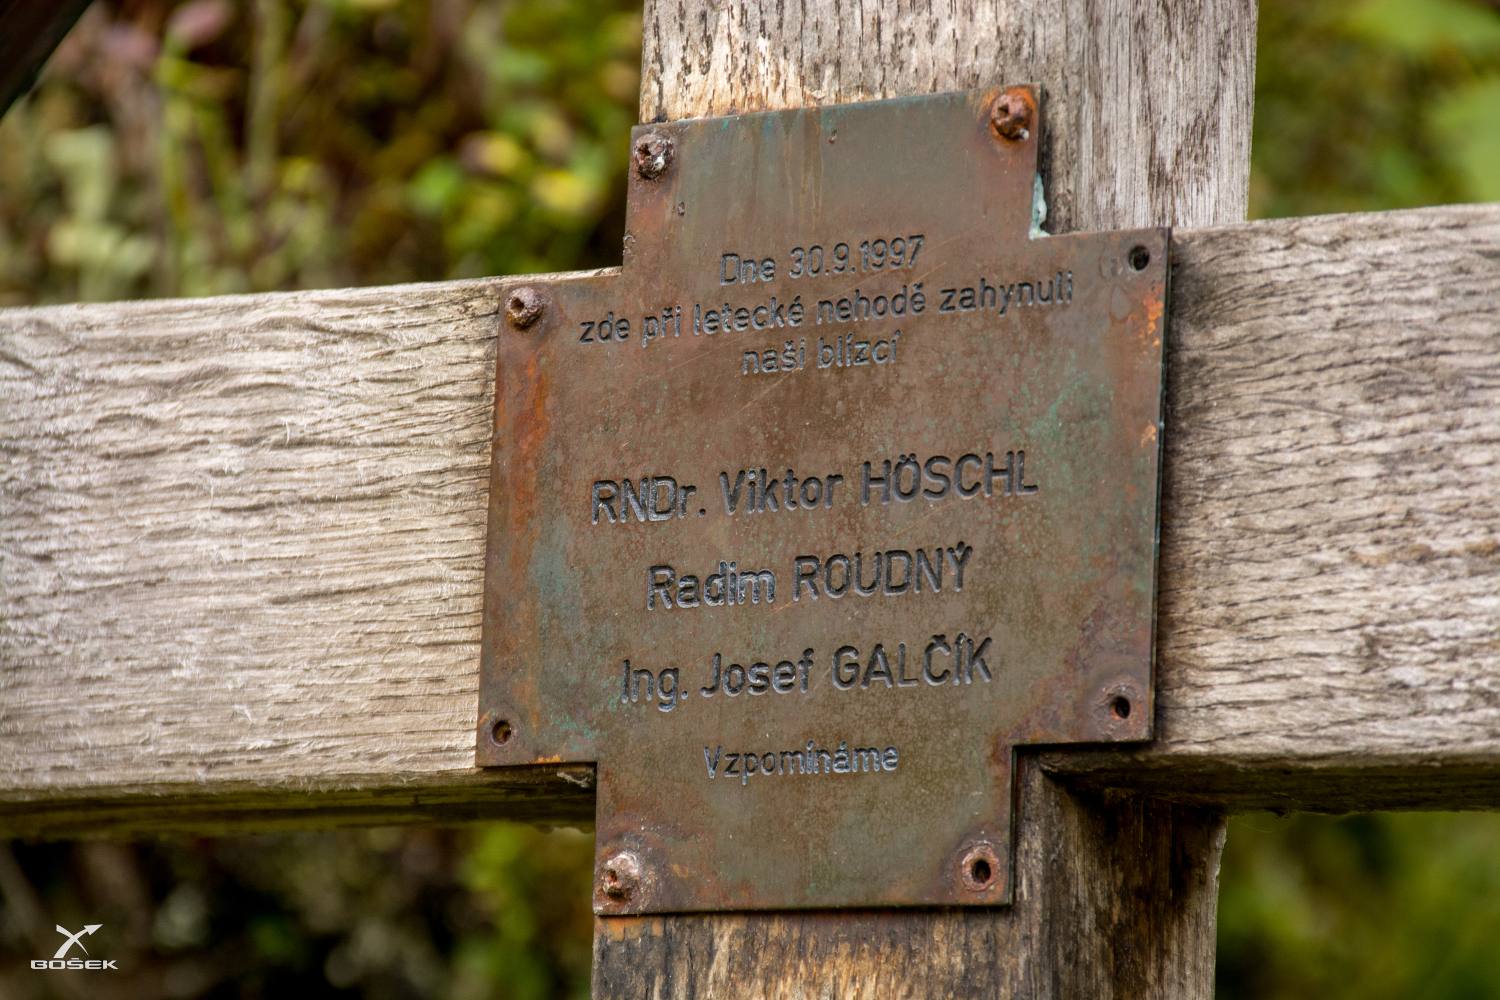 Dne 30.9.1997
zde při letecké nehodě zahynuli
naši blízcí
RNDr. Viktor HÖSCHL
Radim ROUDNÝ
Ing. Josef GALČÍK
Vzpomínáme
BOŠEK